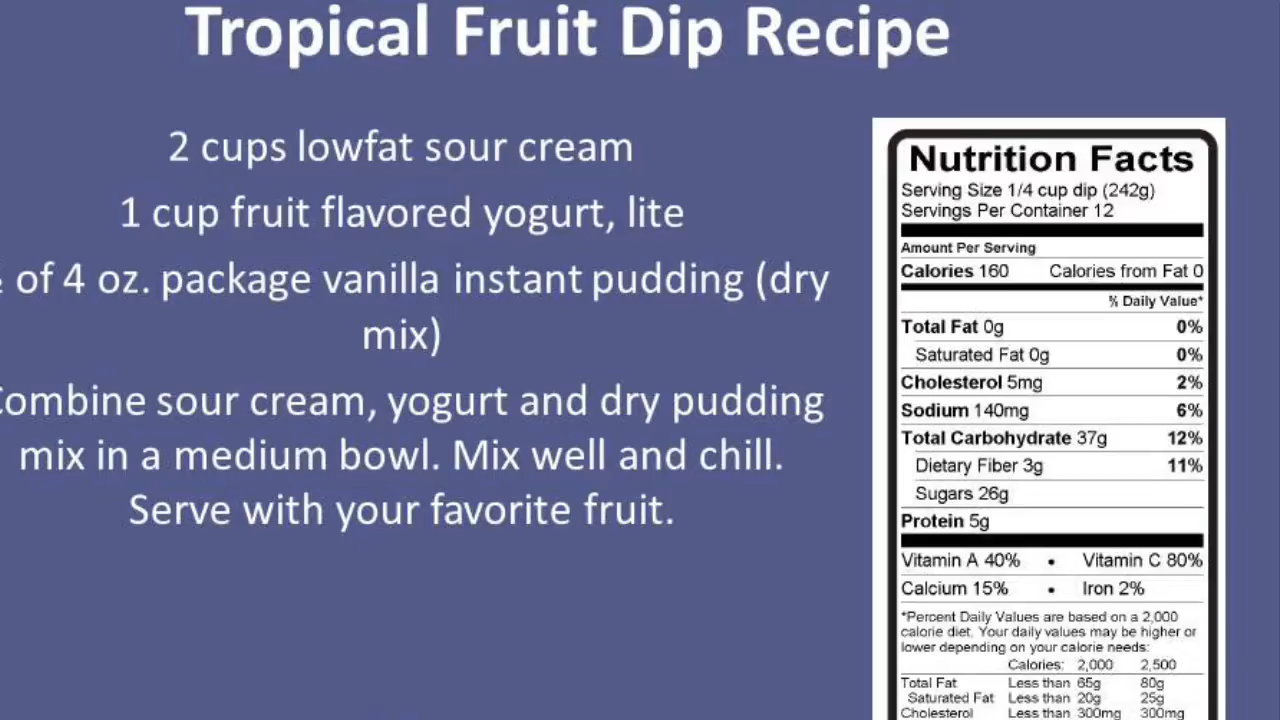 Tropical Fruit Dip Recipe
2 cups lowfat sour cream
1 cup fruit flavored yogurt, lite
of 4 oz. package vanilla instant pudding (dry
mix)
Combine sour cream, yogurt and dry pudding
mix in a medium bowl. Mix well and chill.
Serve with your favorite fruit.
Nutrition Facts
Serving Size 1/4 cup dip (242g)
Servings Per Container 12
Amount Per Serving
Calories 160 Calories from Fat 0
% Daily Value*
Total Fat 0g 0%
Saturated Fat 0g 0%
Cholesterol 5mg 2%
Sodium 140mg 6%
Total Carbohydrate 37g 12%
Dietary Fiber 3g 11%
Sugars 26g
Protein 5g
Vitamin A 40% • Vitamin C 80%
Calcium 15% • Iron 2%
*Percent Daily Values are based on a 2,000
calorie diet. Your daily values may be higher or
lower depending on your calorie needs:
Calories: 2,000 2,500
Total Fat Less than 65g 80g
Saturated Fat Less than 20g 25g
Cholesterol Less than 300mg 300mg